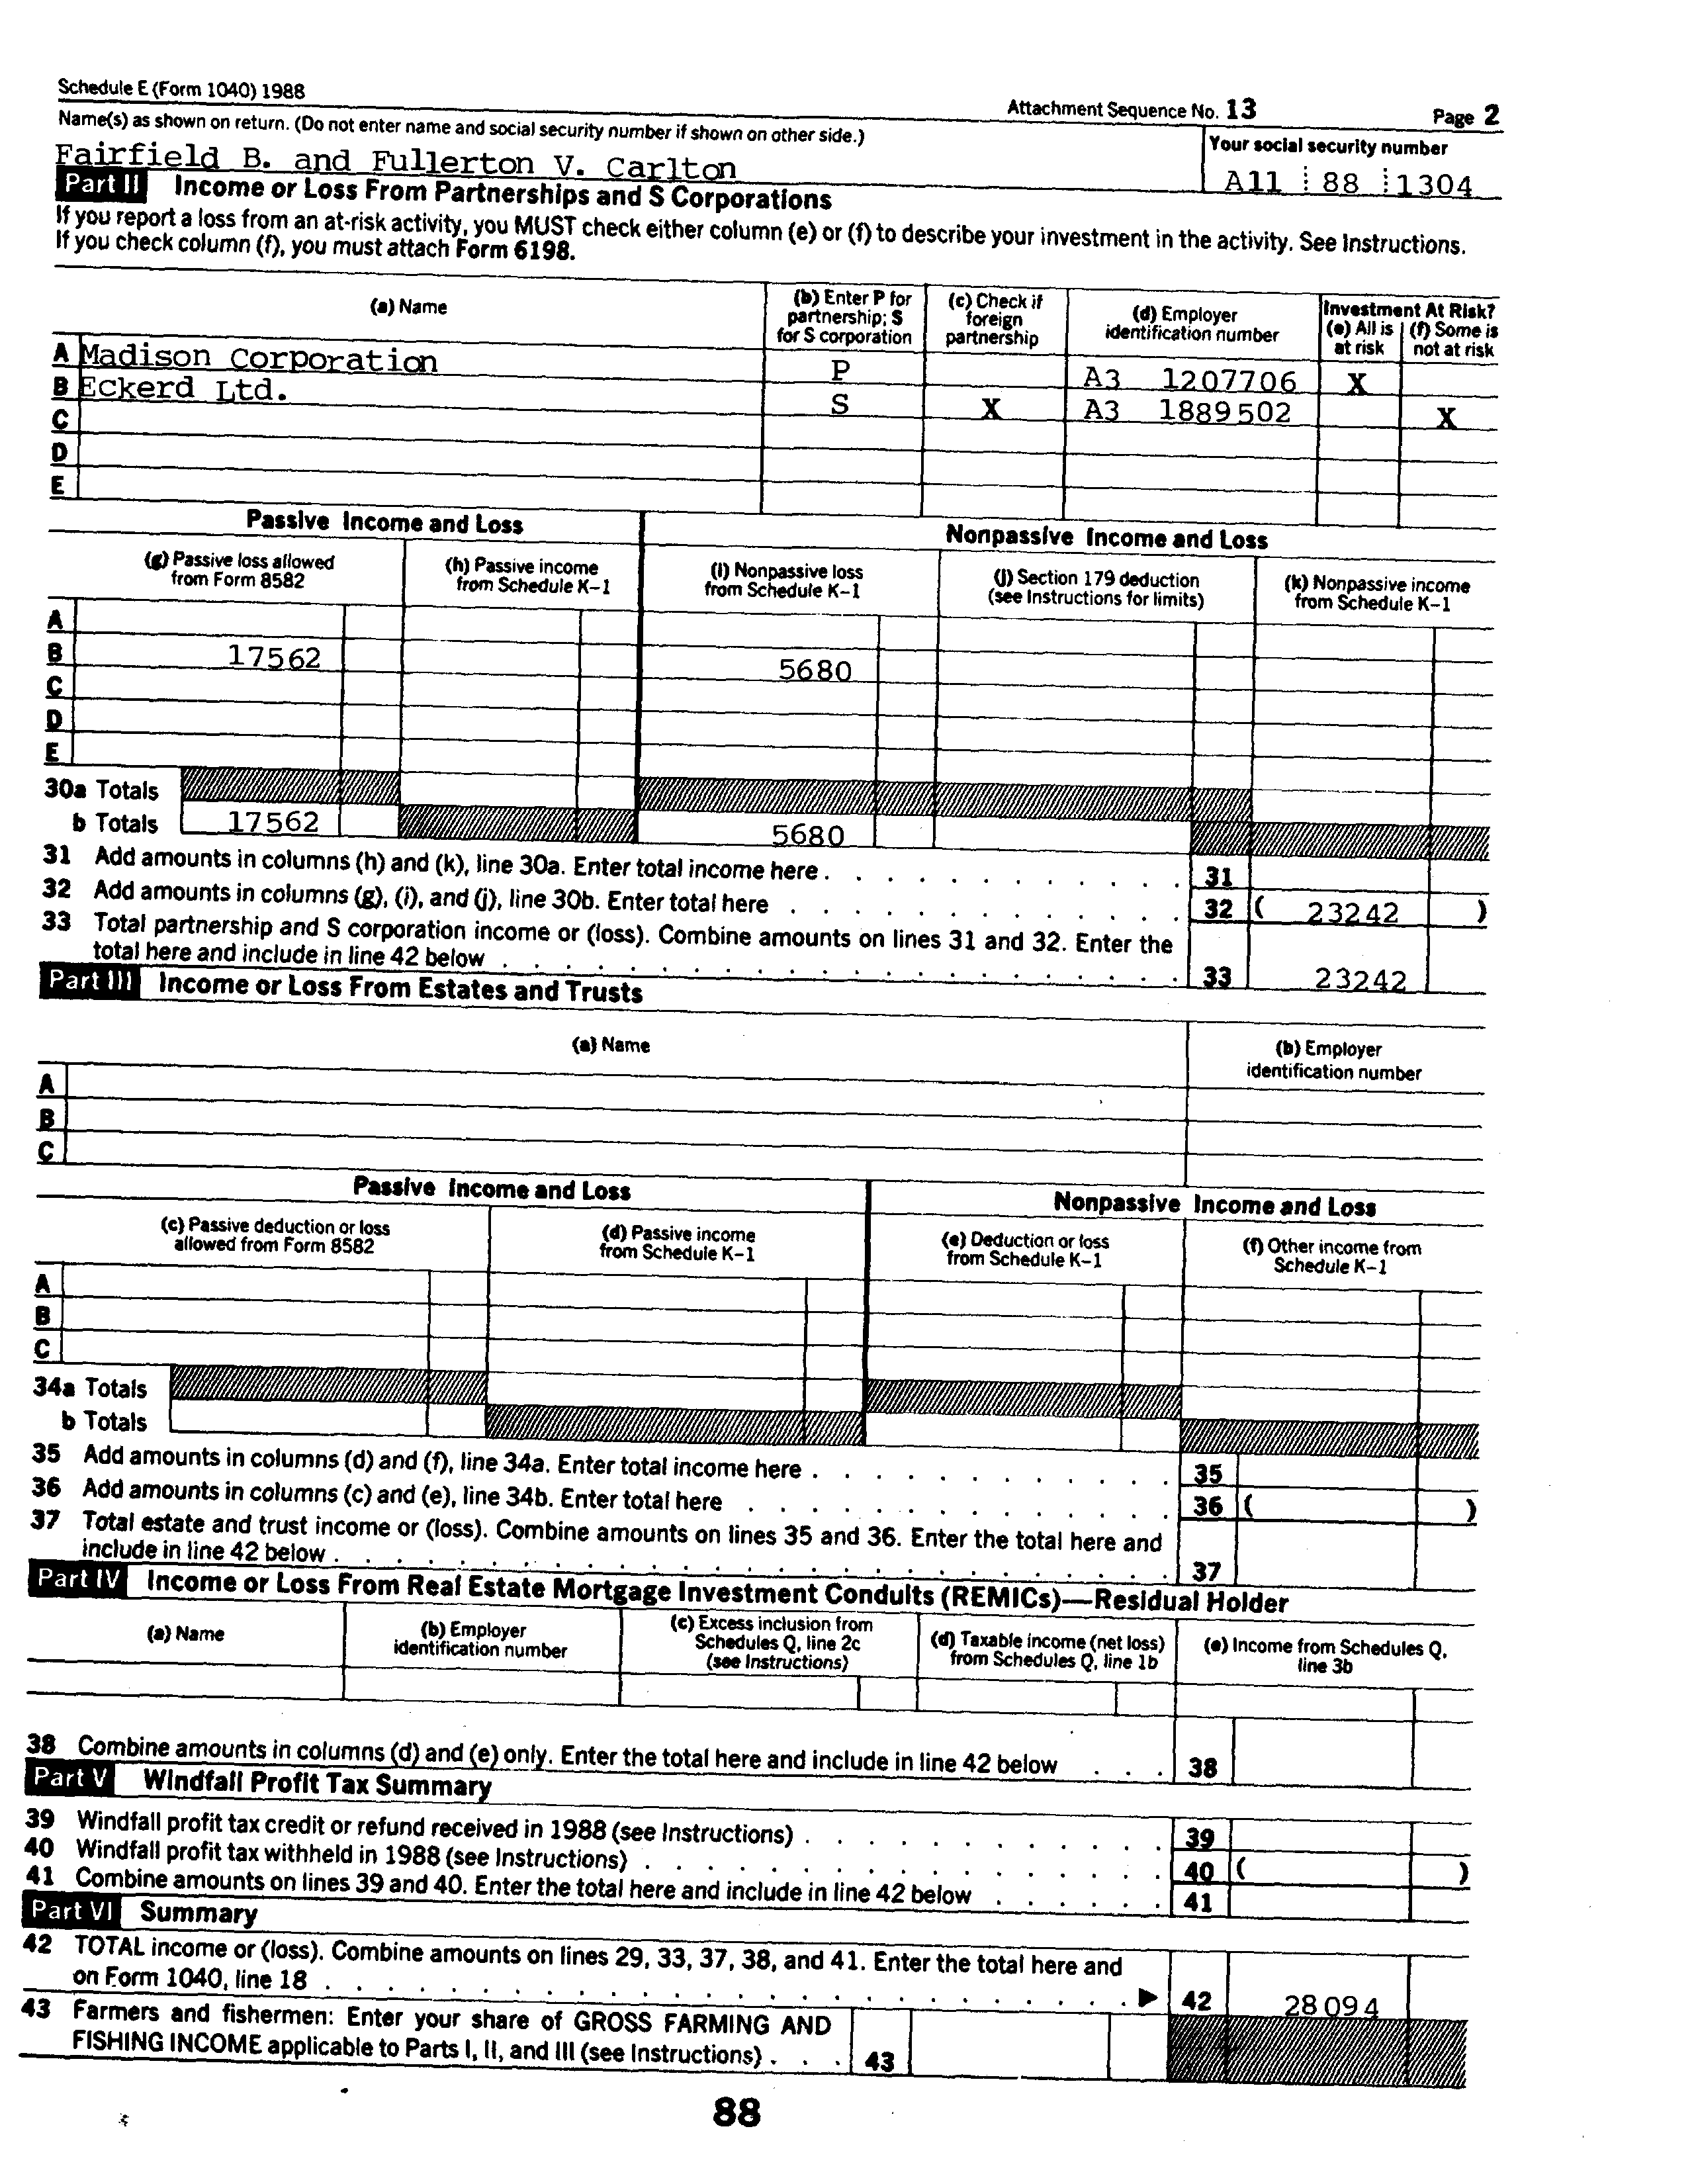 Schedule E (Form 1040) 1988
Attachment Sequence No. 13
Page 2
Name(s) as shown on return. (Do not enter name and social security number if shown on other side.)
Your social security number
Fairfield B. and Fullerton V. Carlton
A11 88 1304
Part II Income or Loss From Partnerships and S Corporations
If you report a loss from an at-risk activity, you MUST check either column (e) or (f) to describe your investment in the activity. See Instructions.
If you check column (f), you must attach Form 6198.
(a) Name
(b) Enter P for partnership; S for S corporation
(c) Check if foreign partnership
(d) Employer identification number
Investment At Risk?
(e) All is at risk
(f) Some is not at risk
A Madison Corporation P A3 1207706 X
B Eckerd Ltd. S X A3 1889502 X
C
D
E
Passive Income and Loss
Nonpassive Income and Loss
(g) Passive loss allowed from Form 8582
(h) Passive income from Schedule K-1
(i) Nonpassive loss from Schedule K-1
(j) Section 179 deduction (see Instructions for limits)
(k) Nonpassive income from Schedule K-1
A
B 17562 5680
C
D
E
30a Totals
b Totals 17562 5680
31 Add amounts in columns (h) and (k), line 30a. Enter total income here . . . . . . . . . . . . 31
32 Add amounts in columns (g), (i), and (j), line 30b. Enter total here . . . . . . . . . . . . . 32 ( 23242 )
33 Total partnership and S corporation income or (loss). Combine amounts on lines 31 and 32. Enter the
total here and include in line 42 below . . . . . . . . . . . . . . . . . . . . . . 33 23242
Part III Income or Loss From Estates and Trusts
(a) Name
(b) Employer identification number
A
B
C
Passive Income and Loss
Nonpassive Income and Loss
(c) Passive deduction or loss allowed from Form 8582
(d) Passive income from Schedule K-1
(e) Deduction or loss from Schedule K-1
(f) Other income from Schedule K-1
A
B
C
34a Totals
b Totals
35 Add amounts in columns (d) and (f), line 34a. Enter total income here . . . . . . . . . . . . 35
36 Add amounts in columns (c) and (e), line 34b. Enter total here . . . . . . . . . . . . . . 36 ( )
37 Total estate and trust income or (loss). Combine amounts on lines 35 and 36. Enter the total here and
include in line 42 below . . . . . . . . . . . . . . . . . . . . . . . . . . . 37
Part IV Income or Loss From Real Estate Mortgage Investment Conduits (REMICs)—Residual Holder
(a) Name
(b) Employer identification number
(c) Excess inclusion from Schedules Q, line 2c (see Instructions)
(d) Taxable income (net loss) from Schedules Q, line 1b
(e) Income from Schedules Q, line 3b
38 Combine amounts in columns (d) and (e) only. Enter the total here and include in line 42 below . . . 38
Part V Windfall Profit Tax Summary
39 Windfall profit tax credit or refund received in 1988 (see Instructions) . . . . . . . . . . . . 39
40 Windfall profit tax withheld in 1988 (see Instructions) . . . . . . . . . . . . . . . . . 40 ( )
41 Combine amounts on lines 39 and 40. Enter the total here and include in line 42 below . . . . . . 41
Part VI Summary
42 TOTAL income or (loss). Combine amounts on lines 29, 33, 37, 38, and 41. Enter the total here and
on Form 1040, line 18 . . . . . . . . . . . . . . . . . . . . . . . . . . ▶ 42 28094
43 Farmers and fishermen: Enter your share of GROSS FARMING AND
FISHING INCOME applicable to Parts I, II, and III (see Instructions) . . . 43
88